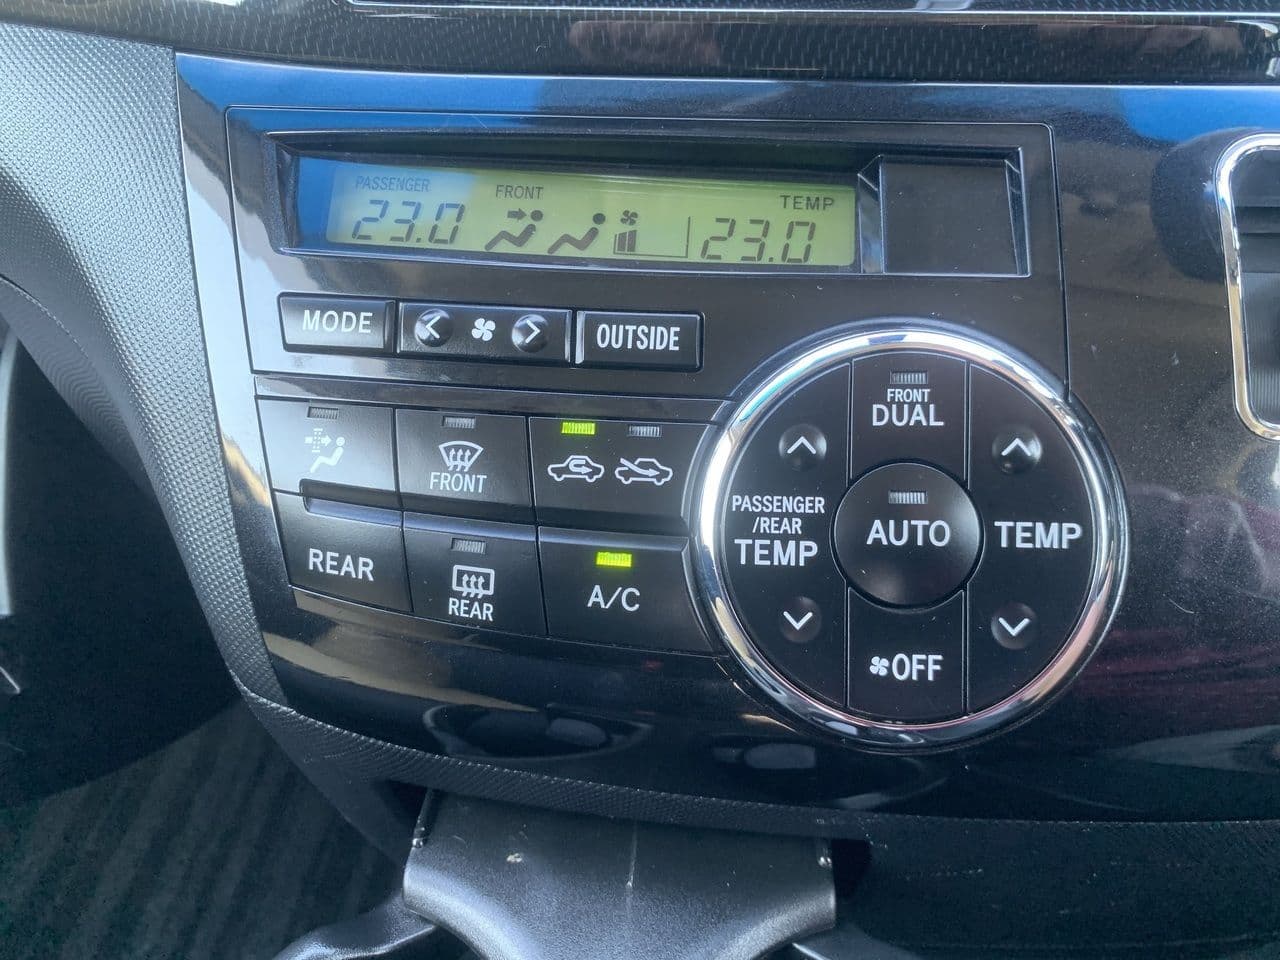 PASSENGER FRONT TEMP
23.0 23.0
MODE OUTSIDE
FRONT
DUAL
FRONT
PASSENGER
/REAR
TEMP
AUTO
TEMP
REAR
REAR
A/C
OFF